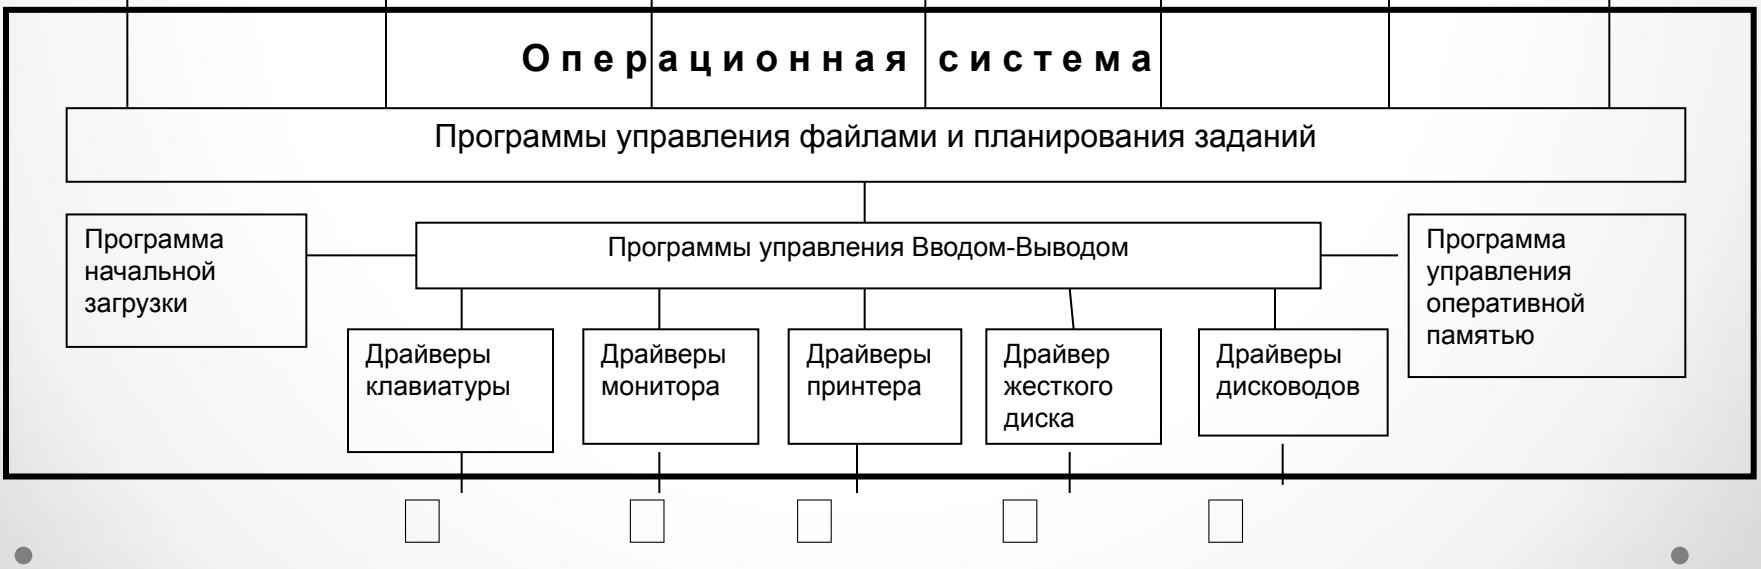 Операционная система
Программы управления файлами и планирования заданий
Программа
начальной
загрузки
Программы управления Вводом-Выводом
Программа
управления
оперативной
памятью
Драйверы
клавиатуры
Драйверы
монитора
Драйверы
принтера
Драйвер
жесткого
диска
Драйверы
дисководов